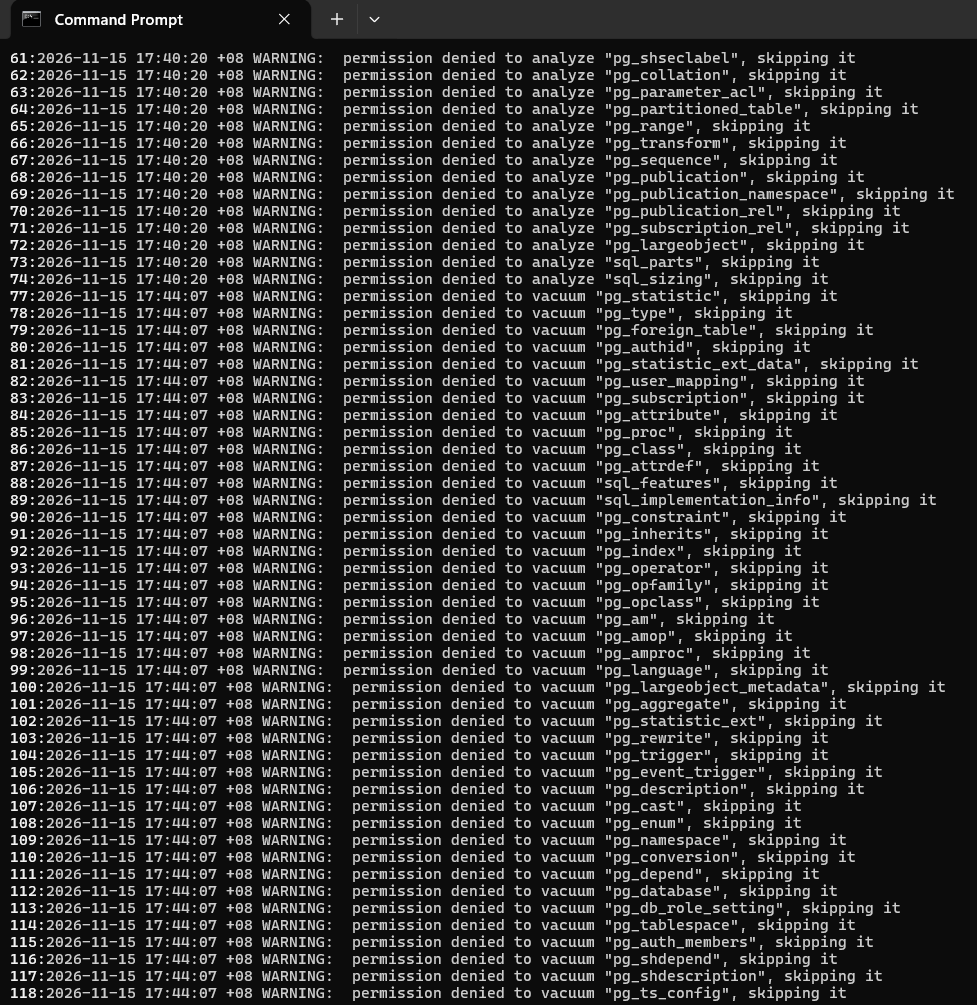 Command Prompt
61:2026-11-15 17:40:20 +08 WARNING:  permission denied to analyze "pg_shseclabel", skipping it
62:2026-11-15 17:40:20 +08 WARNING:  permission denied to analyze "pg_collation", skipping it
63:2026-11-15 17:40:20 +08 WARNING:  permission denied to analyze "pg_parameter_acl", skipping it
64:2026-11-15 17:40:20 +08 WARNING:  permission denied to analyze "pg_partitioned_table", skipping it
65:2026-11-15 17:40:20 +08 WARNING:  permission denied to analyze "pg_range", skipping it
66:2026-11-15 17:40:20 +08 WARNING:  permission denied to analyze "pg_transform", skipping it
67:2026-11-15 17:40:20 +08 WARNING:  permission denied to analyze "pg_sequence", skipping it
68:2026-11-15 17:40:20 +08 WARNING:  permission denied to analyze "pg_publication", skipping it
69:2026-11-15 17:40:20 +08 WARNING:  permission denied to analyze "pg_publication_namespace", skipping it
70:2026-11-15 17:40:20 +08 WARNING:  permission denied to analyze "pg_publication_rel", skipping it
71:2026-11-15 17:40:20 +08 WARNING:  permission denied to analyze "pg_subscription_rel", skipping it
72:2026-11-15 17:40:20 +08 WARNING:  permission denied to analyze "pg_largeobject", skipping it
73:2026-11-15 17:40:20 +08 WARNING:  permission denied to analyze "sql_parts", skipping it
74:2026-11-15 17:40:20 +08 WARNING:  permission denied to analyze "sql_sizing", skipping it
77:2026-11-15 17:44:07 +08 WARNING:  permission denied to vacuum "pg_statistic", skipping it
78:2026-11-15 17:44:07 +08 WARNING:  permission denied to vacuum "pg_type", skipping it
79:2026-11-15 17:44:07 +08 WARNING:  permission denied to vacuum "pg_foreign_table", skipping it
80:2026-11-15 17:44:07 +08 WARNING:  permission denied to vacuum "pg_authid", skipping it
81:2026-11-15 17:44:07 +08 WARNING:  permission denied to vacuum "pg_statistic_ext_data", skipping it
82:2026-11-15 17:44:07 +08 WARNING:  permission denied to vacuum "pg_user_mapping", skipping it
83:2026-11-15 17:44:07 +08 WARNING:  permission denied to vacuum "pg_subscription", skipping it
84:2026-11-15 17:44:07 +08 WARNING:  permission denied to vacuum "pg_attribute", skipping it
85:2026-11-15 17:44:07 +08 WARNING:  permission denied to vacuum "pg_proc", skipping it
86:2026-11-15 17:44:07 +08 WARNING:  permission denied to vacuum "pg_class", skipping it
87:2026-11-15 17:44:07 +08 WARNING:  permission denied to vacuum "pg_attrdef", skipping it
88:2026-11-15 17:44:07 +08 WARNING:  permission denied to vacuum "sql_features", skipping it
89:2026-11-15 17:44:07 +08 WARNING:  permission denied to vacuum "sql_implementation_info", skipping it
90:2026-11-15 17:44:07 +08 WARNING:  permission denied to vacuum "pg_constraint", skipping it
91:2026-11-15 17:44:07 +08 WARNING:  permission denied to vacuum "pg_inherits", skipping it
92:2026-11-15 17:44:07 +08 WARNING:  permission denied to vacuum "pg_index", skipping it
93:2026-11-15 17:44:07 +08 WARNING:  permission denied to vacuum "pg_operator", skipping it
94:2026-11-15 17:44:07 +08 WARNING:  permission denied to vacuum "pg_opfamily", skipping it
95:2026-11-15 17:44:07 +08 WARNING:  permission denied to vacuum "pg_opclass", skipping it
96:2026-11-15 17:44:07 +08 WARNING:  permission denied to vacuum "pg_am", skipping it
97:2026-11-15 17:44:07 +08 WARNING:  permission denied to vacuum "pg_amop", skipping it
98:2026-11-15 17:44:07 +08 WARNING:  permission denied to vacuum "pg_amproc", skipping it
99:2026-11-15 17:44:07 +08 WARNING:  permission denied to vacuum "pg_language", skipping it
100:2026-11-15 17:44:07 +08 WARNING:  permission denied to vacuum "pg_largeobject_metadata", skipping it
101:2026-11-15 17:44:07 +08 WARNING:  permission denied to vacuum "pg_aggregate", skipping it
102:2026-11-15 17:44:07 +08 WARNING:  permission denied to vacuum "pg_statistic_ext", skipping it
103:2026-11-15 17:44:07 +08 WARNING:  permission denied to vacuum "pg_rewrite", skipping it
104:2026-11-15 17:44:07 +08 WARNING:  permission denied to vacuum "pg_trigger", skipping it
105:2026-11-15 17:44:07 +08 WARNING:  permission denied to vacuum "pg_event_trigger", skipping it
106:2026-11-15 17:44:07 +08 WARNING:  permission denied to vacuum "pg_description", skipping it
107:2026-11-15 17:44:07 +08 WARNING:  permission denied to vacuum "pg_cast", skipping it
108:2026-11-15 17:44:07 +08 WARNING:  permission denied to vacuum "pg_enum", skipping it
109:2026-11-15 17:44:07 +08 WARNING:  permission denied to vacuum "pg_namespace", skipping it
110:2026-11-15 17:44:07 +08 WARNING:  permission denied to vacuum "pg_conversion", skipping it
111:2026-11-15 17:44:07 +08 WARNING:  permission denied to vacuum "pg_depend", skipping it
112:2026-11-15 17:44:07 +08 WARNING:  permission denied to vacuum "pg_database", skipping it
113:2026-11-15 17:44:07 +08 WARNING:  permission denied to vacuum "pg_db_role_setting", skipping it
114:2026-11-15 17:44:07 +08 WARNING:  permission denied to vacuum "pg_tablespace", skipping it
115:2026-11-15 17:44:07 +08 WARNING:  permission denied to vacuum "pg_auth_members", skipping it
116:2026-11-15 17:44:07 +08 WARNING:  permission denied to vacuum "pg_shdepend", skipping it
117:2026-11-15 17:44:07 +08 WARNING:  permission denied to vacuum "pg_shdescription", skipping it
118:2026-11-15 17:44:07 +08 WARNING:  permission denied to vacuum "pg_ts_config", skipping it